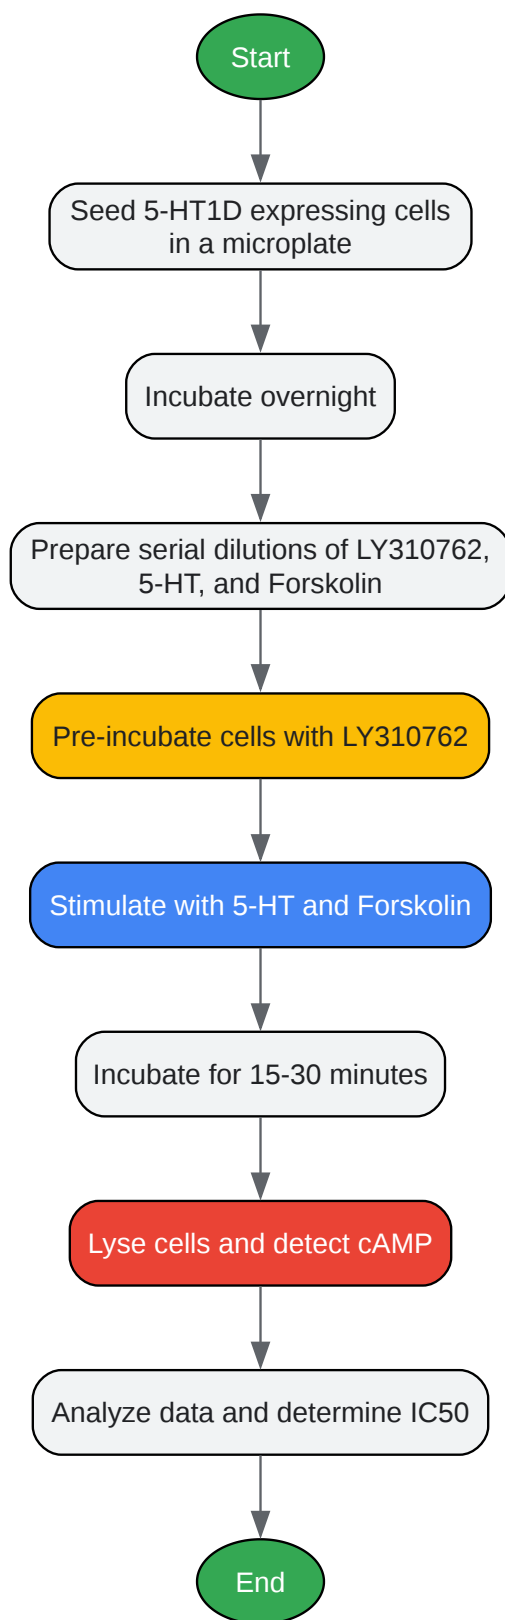 Start
Seed 5-HT1D expressing cells
in a microplate
Incubate overnight
Prepare serial dilutions of LY310762,
5-HT, and Forskolin
Pre-incubate cells with LY310762
Stimulate with 5-HT and Forskolin
Incubate for 15-30 minutes
Lyse cells and detect cAMP
Analyze data and determine IC50
End